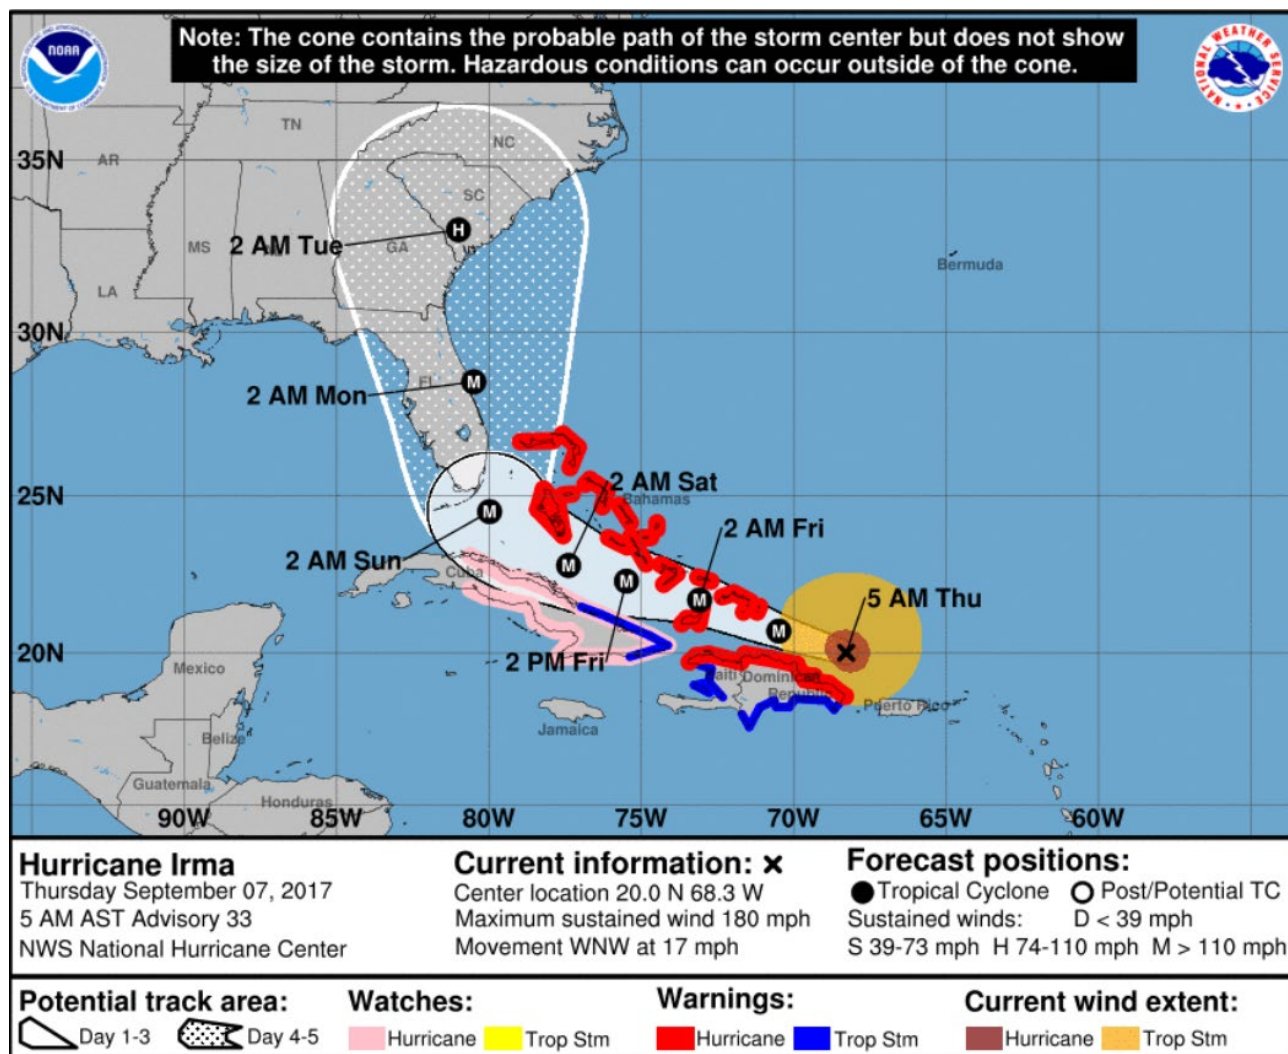 Note: The cone contains the probable path of the storm center but does not show
the size of the storm. Hazardous conditions can occur outside of the cone.
NOAA
NATIONAL WEATHER SERVICE
TN
NC
35N
AR
SC
2 AM Tue
H
MS
GA
Bermuda
LA
30N
M
FL
2 AM Mon
2 AM Sat
25N
Bahamas
M
2 AM Fri
2 AM Sun
M
Cuba
M
M
5 AM Thu
M
20N
2 PM Fri
Mexico
Haiti
Dominican
Republic
Puerto Rico
Jamaica
Belize
Guatemala
Honduras
90W 85W 80W 75W 70W 65W 60W
Hurricane Irma
Thursday September 07, 2017
5 AM AST Advisory 33
NWS National Hurricane Center
Current information: x
Center location 20.0 N 68.3 W
Maximum sustained wind 180 mph
Movement WNW at 17 mph
Forecast positions:
Tropical Cyclone Post/Potential TC
Sustained winds: D < 39 mph
S 39-73 mph H 74-110 mph M > 110 mph
Potential track area:
Day 1-3 Day 4-5
Watches:
Hurricane Trop Stm
Warnings:
Hurricane Trop Stm
Current wind extent:
Hurricane Trop Stm